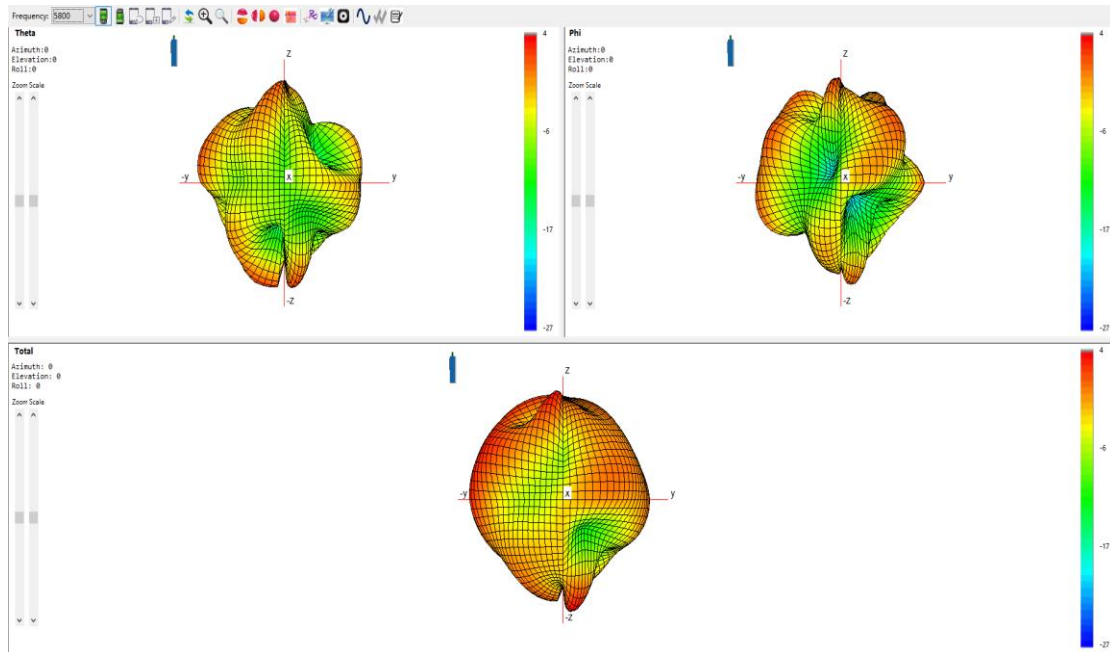 Frequency: 5800
Theta
Azimuth:0
Elevation:0
Roll:0
Zoom Scale
Z
-y
X
y
-Z
4
-6
-17
-27
Phi
Azimuth:0
Elevation:0
Roll:0
Zoom Scale
Z
-y
X
y
-Z
4
-6
-17
-27
Total
Azimuth: 0
Elevation: 0
Roll: 0
Zoom Scale
Z
-y
X
y
-Z
4
-6
-17
-27